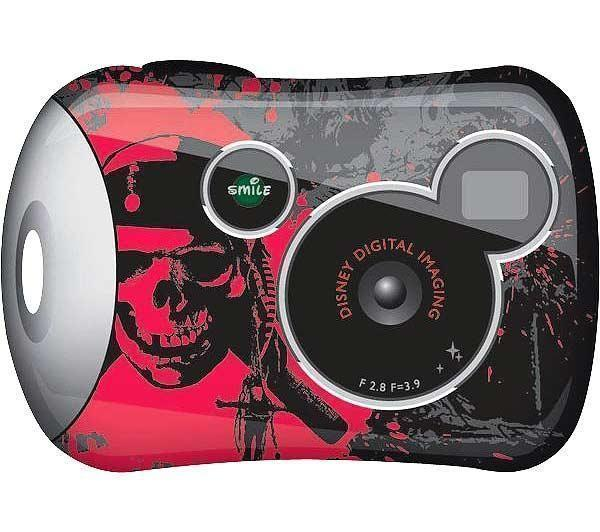 SMILE
DISNEY DIGITAL IMAGING
F 2.8 F=3.9